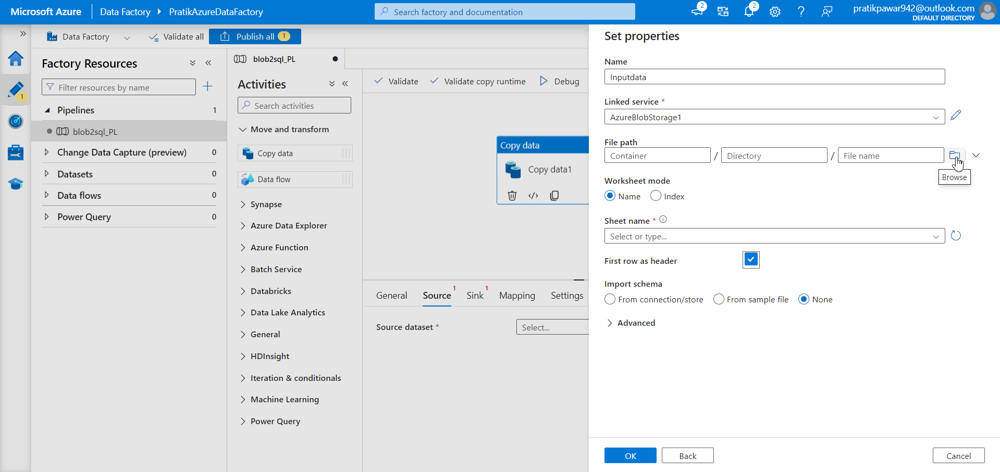 Microsoft Azure Data Factory PratikAzureDataFactory
Search factory and documentation
2
2
pratikpawar942@outlook.com
DEFAULT DIRECTORY
Data Factory
Validate all
Publish all 1
1
Factory Resources
Filter resources by name
Pipelines 1
blob2sql_PL
Change Data Capture (preview) 0
Datasets 0
Data flows 0
Power Query 0
blob2sql_PL
Activities
Search activities
Move and transform
Copy data
Data flow
Synapse
Azure Data Explorer
Azure Function
Batch Service
Databricks
Data Lake Analytics
General
HDInsight
Iteration & conditionals
Machine Learning
Power Query
Validate Validate copy runtime Debug
Copy data
Copy data1
General Source 1 Sink 1 Mapping Settings
Source dataset *
Select...
Set properties
Name
Inputdata
Linked service *
AzureBlobStorage1
File path
Container / Directory / File name
Browse
Worksheet mode
Name Index
Sheet name *
Select or type...
First row as header
Import schema
From connection/store From sample file None
Advanced
OK Back Cancel